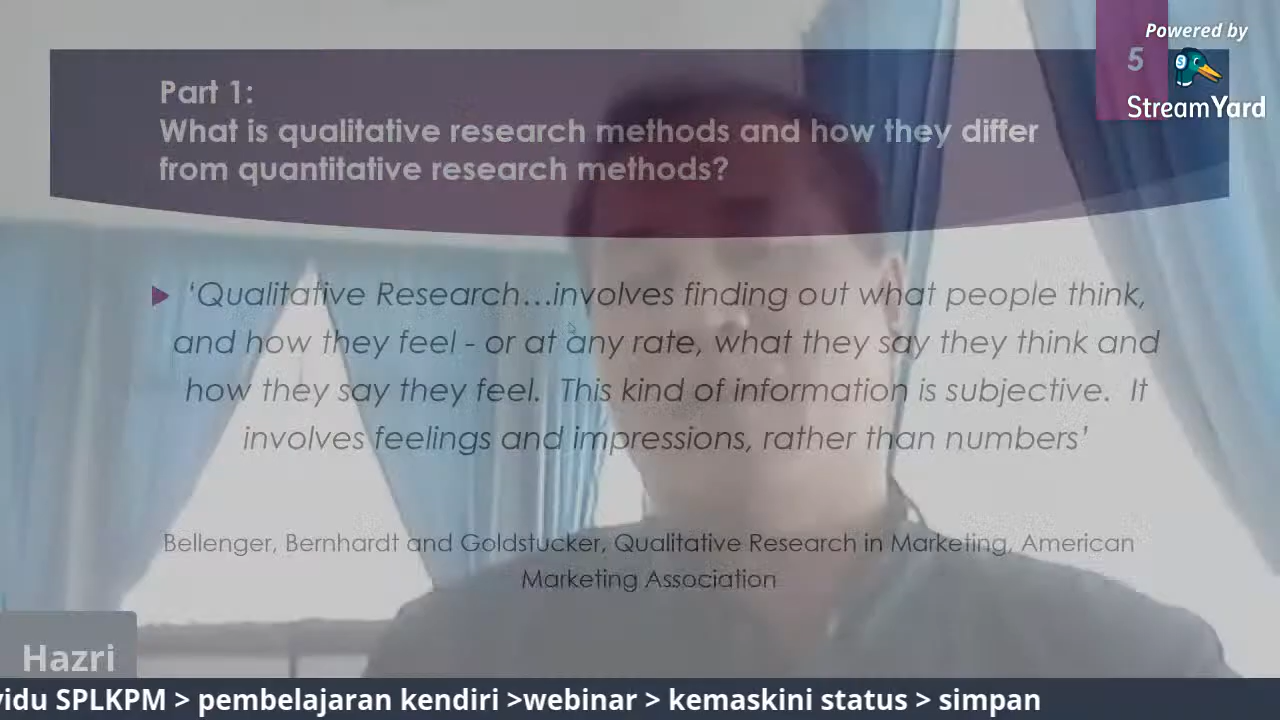 Powered by
5
StreamYard
Part 1:
What is qualitative research methods and how they differ
from quantitative research methods?
‘Qualitative Research…involves finding out what people think,
and how they feel - or at any rate, what they say they think and
how they say they feel.  This kind of information is subjective.  It
involves feelings and impressions, rather than numbers’
Bellenger, Bernhardt and Goldstucker, Qualitative Research in Marketing, American
Marketing Association
Hazri
vidu SPLKPM > pembelajaran kendiri >webinar > kemaskini status > simpan